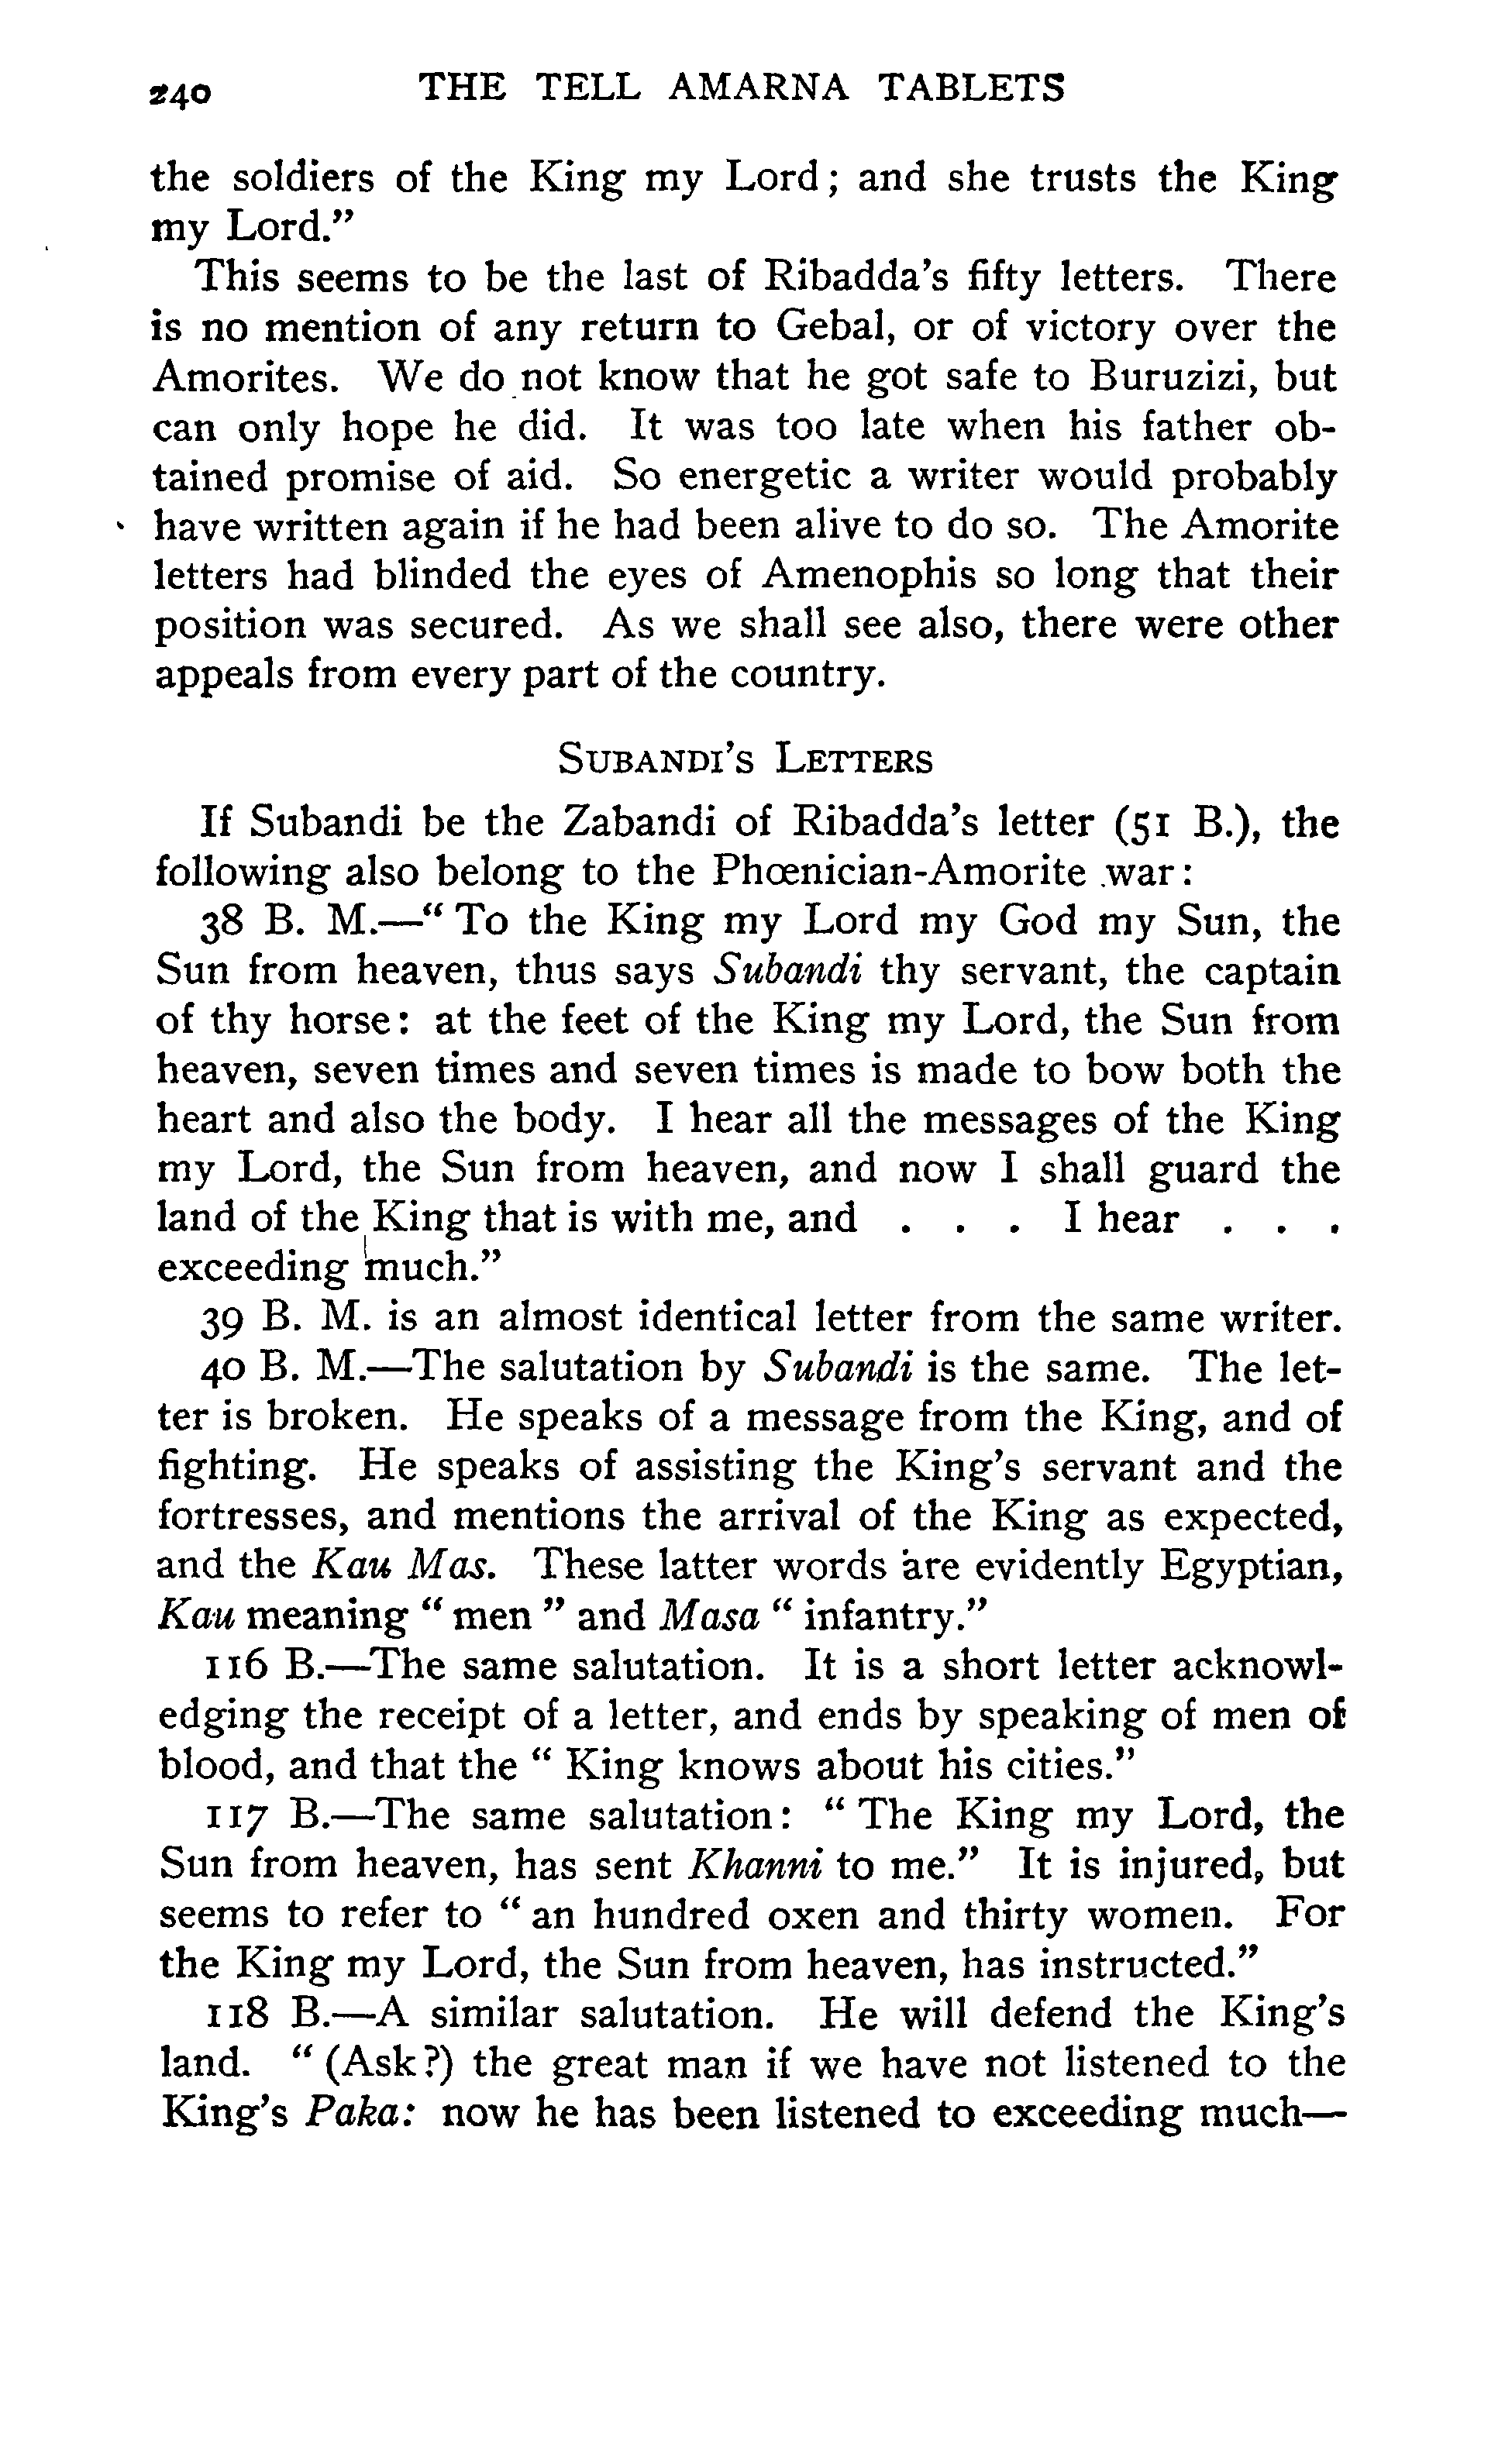 240 THE TELL AMARNA TABLETS
the soldiers of the King my Lord; and she trusts the King
my Lord."
This seems to be the last of Ribadda's fifty letters. There
is no mention of any return to Gebal, or of victory over the
Amorites. We do not know that he got safe to Buruzizi, but
can only hope he did. It was too late when his father ob-
tained promise of aid. So energetic a writer would probably
have written again if he had been alive to do so. The Amorite
letters had blinded the eyes of Amenophis so long that their
position was secured. As we shall see also, there were other
appeals from every part of the country.
SUBANDI'S LETTERS
If Subandi be the Zabandi of Ribadda's letter (51 B.), the
following also belong to the Phœnician-Amorite war:
38 B. M.—"To the King my Lord my God my Sun, the
Sun from heaven, thus says Subandi thy servant, the captain
of thy horse: at the feet of the King my Lord, the Sun from
heaven, seven times and seven times is made to bow both the
heart and also the body. I hear all the messages of the King
my Lord, the Sun from heaven, and now I shall guard the
land of the King that is with me, and . . . I hear . . .
exceeding much."
39 B. M. is an almost identical letter from the same writer.
40 B. M.—The salutation by Subandi is the same. The let-
ter is broken. He speaks of a message from the King, and of
fighting. He speaks of assisting the King's servant and the
fortresses, and mentions the arrival of the King as expected,
and the Kau Mas. These latter words are evidently Egyptian,
Kau meaning "men" and Masa "infantry."
116 B.—The same salutation. It is a short letter acknowl-
edging the receipt of a letter, and ends by speaking of men of
blood, and that the "King knows about his cities."
117 B.—The same salutation: "The King my Lord, the
Sun from heaven, has sent Khanni to me." It is injured, but
seems to refer to "an hundred oxen and thirty women. For
the King my Lord, the Sun from heaven, has instructed."
118 B.—A similar salutation. He will defend the King's
land. "(Ask?) the great man if we have not listened to the
King's Paka: now he has been listened to exceeding much—